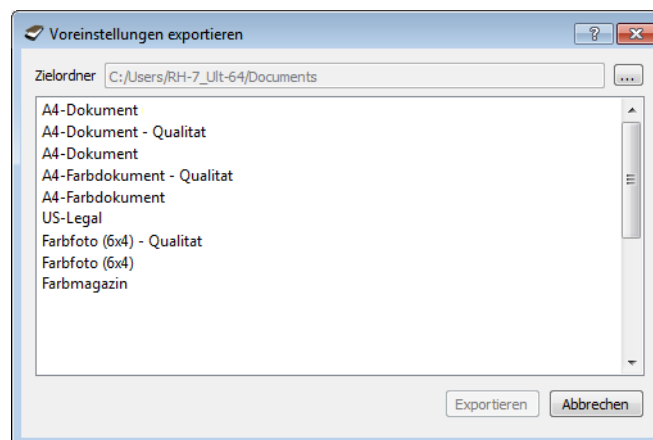 Voreinstellungen exportieren
?
Zielordner C:/Users/RH-7_Ult-64/Documents ...
A4-Dokument
A4-Dokument - Qualitat
A4-Dokument
A4-Farbdokument - Qualitat
A4-Farbdokument
US-Legal
Farbfoto (6x4) - Qualitat
Farbfoto (6x4)
Farbmagazin
Exportieren Abbrechen